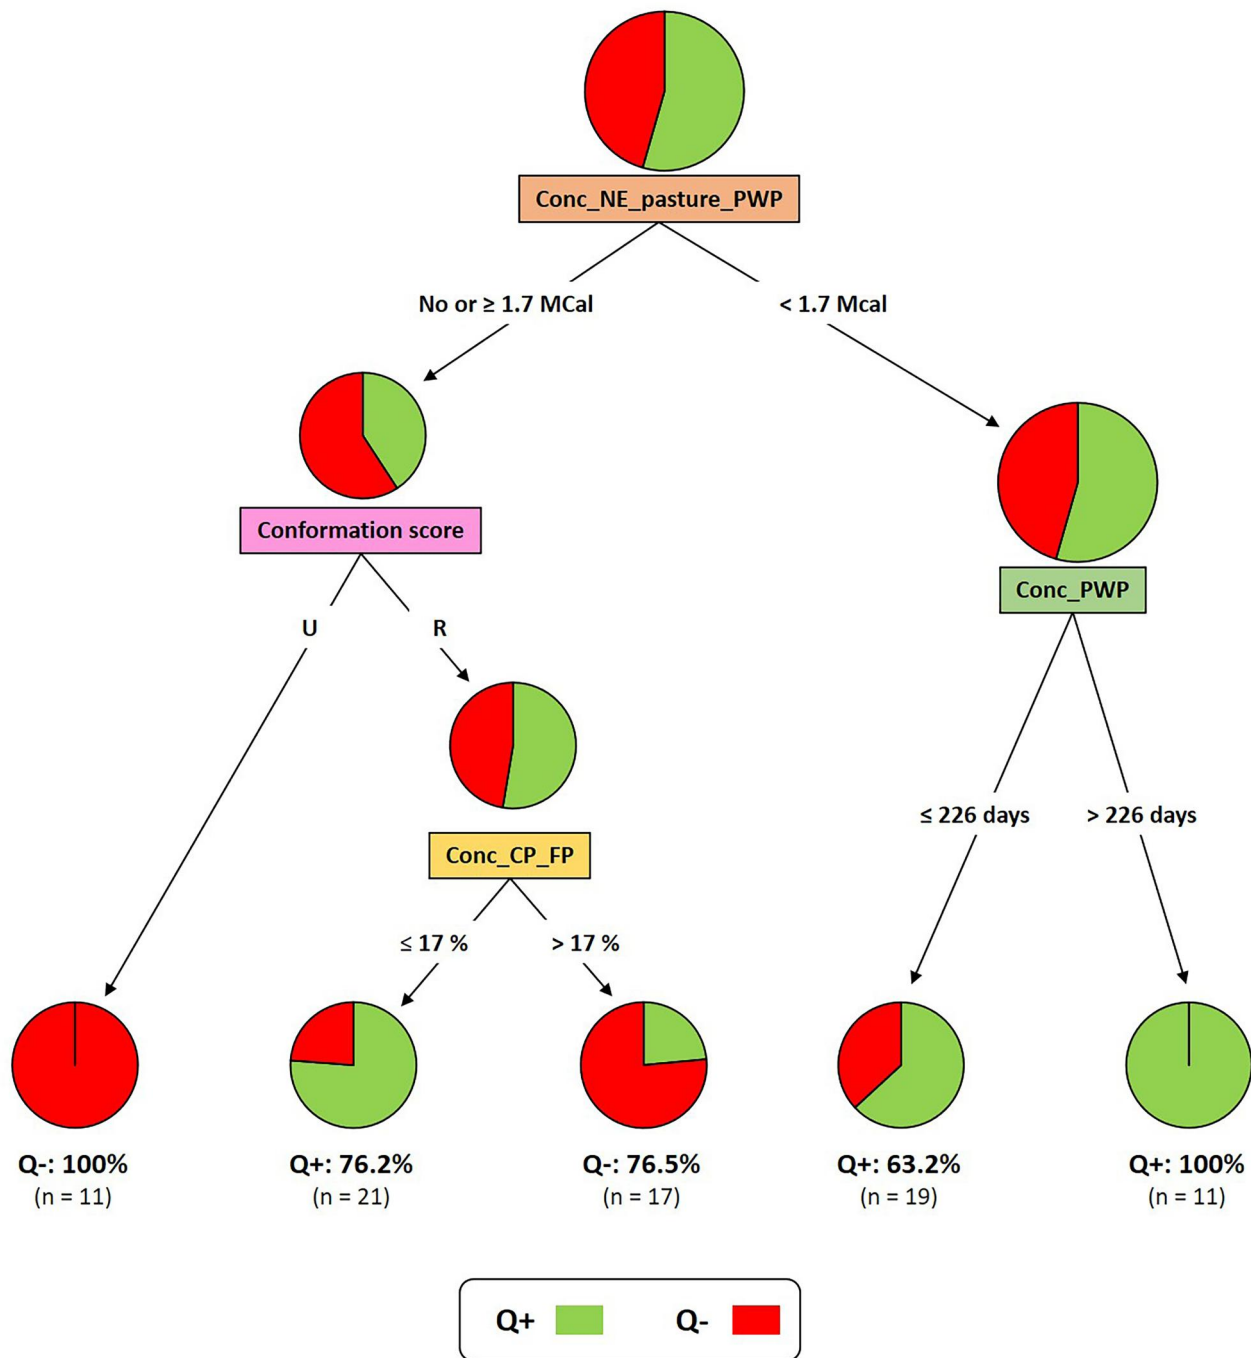 Conc_NE_pasture_PWP
No or ≥ 1.7 MCal
< 1.7 Mcal
Conformation score
Conc_PWP
U
R
≤ 226 days
> 226 days
Conc_CP_FP
≤ 17 %
> 17 %
Q-: 100%
(n = 11)
Q+: 76.2%
(n = 21)
Q-: 76.5%
(n = 17)
Q+: 63.2%
(n = 19)
Q+: 100%
(n = 11)
Q+
Q-